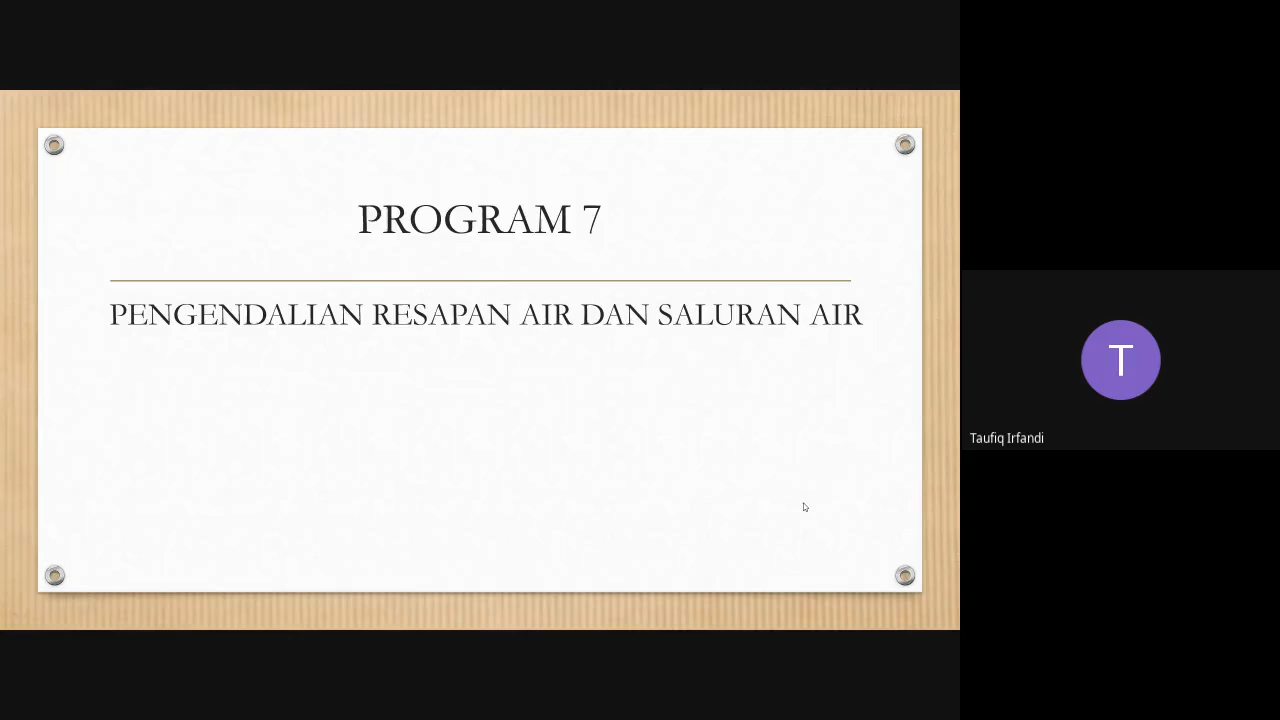 PROGRAM 7
PENGENDALIAN RESAPAN AIR DAN SALURAN AIR
T
Taufiq Irfandi